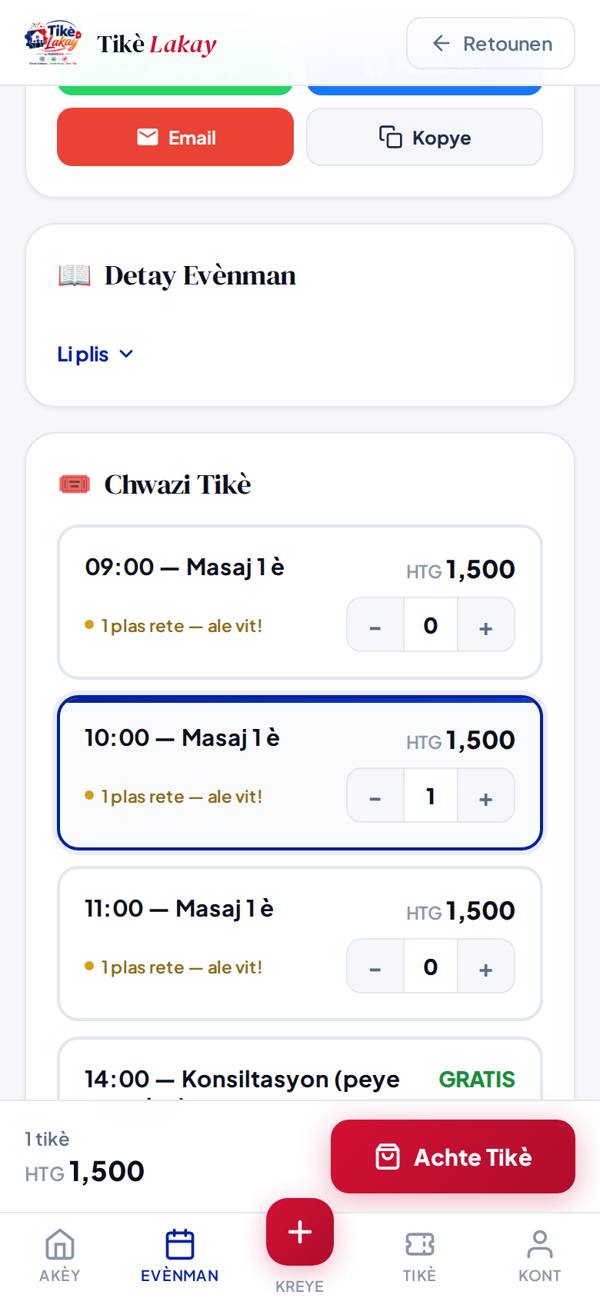 Tikè Lakay
Tikè Lakay
Retounen
Email
Kopye
Detay Evènman
Li plis
Chwazi Tikè
09:00 — Masaj 1 è
HTG 1,500
1 plas rete — ale vit!
− 0 +
10:00 — Masaj 1 è
HTG 1,500
1 plas rete — ale vit!
− 1 +
11:00 — Masaj 1 è
HTG 1,500
1 plas rete — ale vit!
− 0 +
14:00 — Konsiltasyon (peye
GRATIS
1 tikè
HTG 1,500
Achte Tikè
AKÈY
EVÈNMAN
KREYE
TIKÈ
KONT